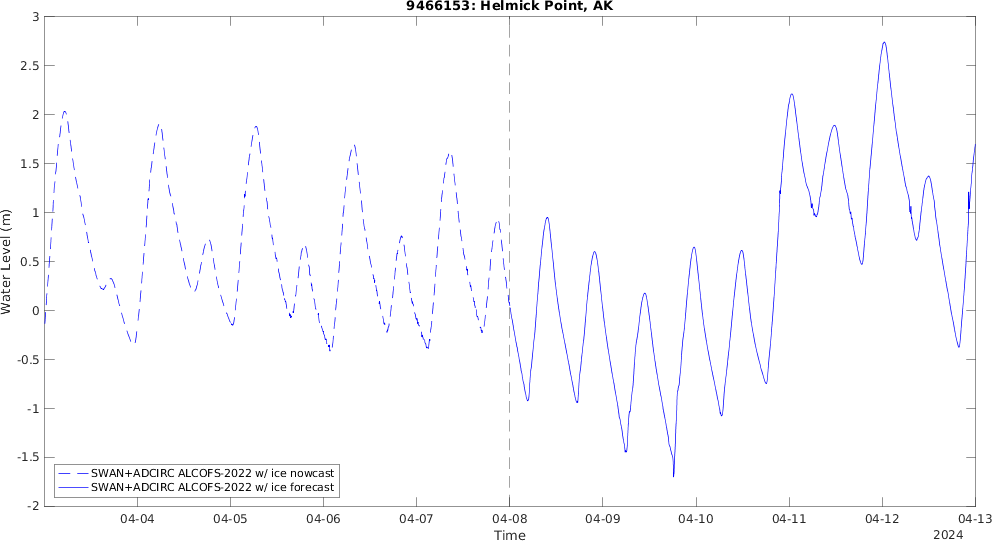 9466153: Helmick Point, AK
3
2.5
2
1.5
1
0.5
0
-0.5
-1
-1.5
-2
Water Level (m)
SWAN+ADCIRC ALCOFS-2022 w/ ice nowcast
SWAN+ADCIRC ALCOFS-2022 w/ ice forecast
04-04 04-05 04-06 04-07 04-08 04-09 04-10 04-11 04-12 04-13
Time
2024